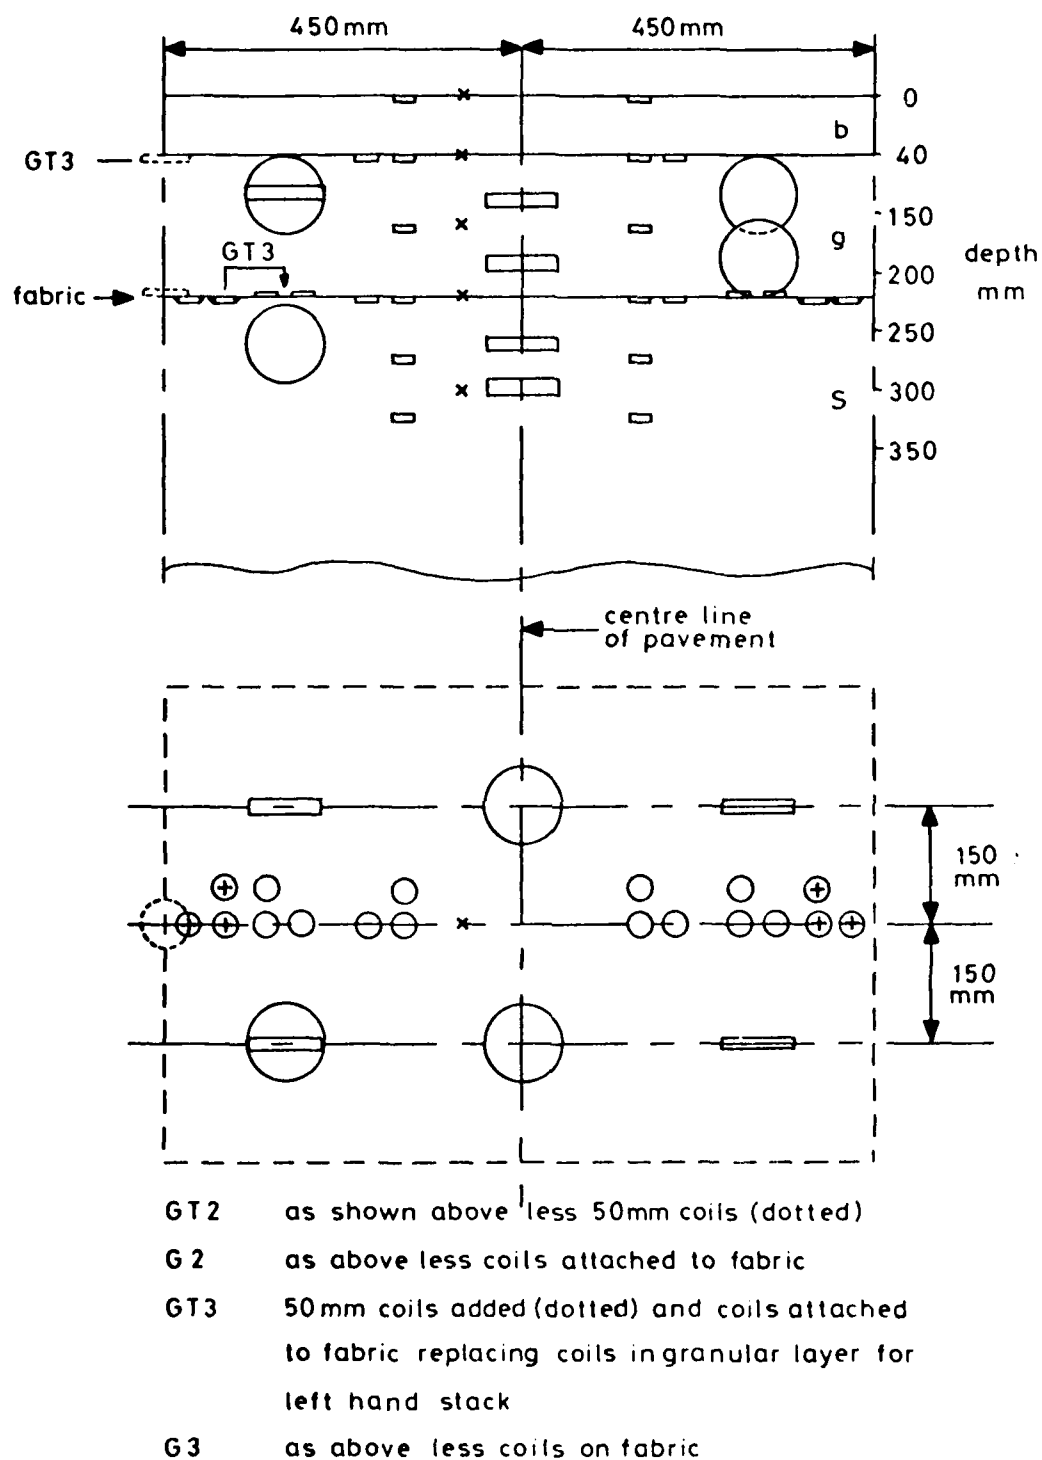 450mm 450mm
0
b
GT3 40
150
g
GT3 depth
200
fabric mm
250
300
S
350
centre line
of pavement
150
mm
150
mm
GT2 as shown above less 50mm coils (dotted)
G2 as above less coils attached to fabric
GT3 50mm coils added (dotted) and coils attached
to fabric replacing coils in granular layer for
left hand stack
G3 as above less coils on fabric